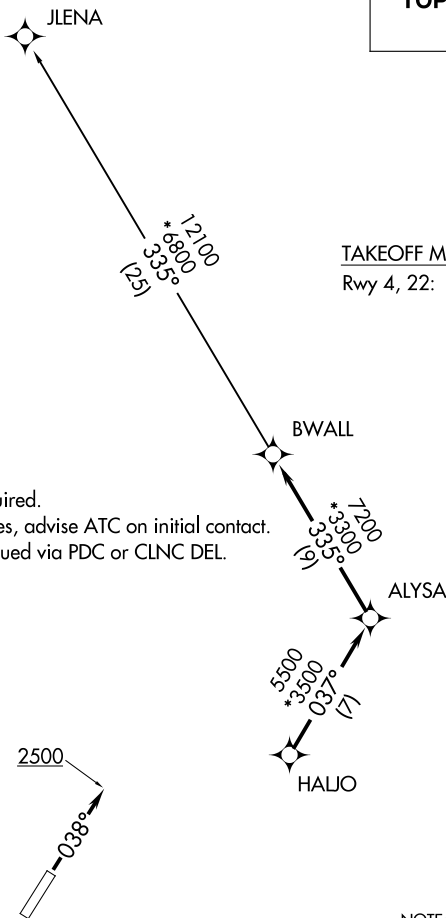 JLENA
TOP
12100
*6800
335°
(25)
TAKEOFF M
Rwy 4, 22:
BWALL
uired.
es, advise ATC on initial contact.
ued via PDC or CLNC DEL.
7200
*3300
335°
(9)
ALYSA
5500
*3500
037°
(7)
HALJO
2500
038°
NOTE